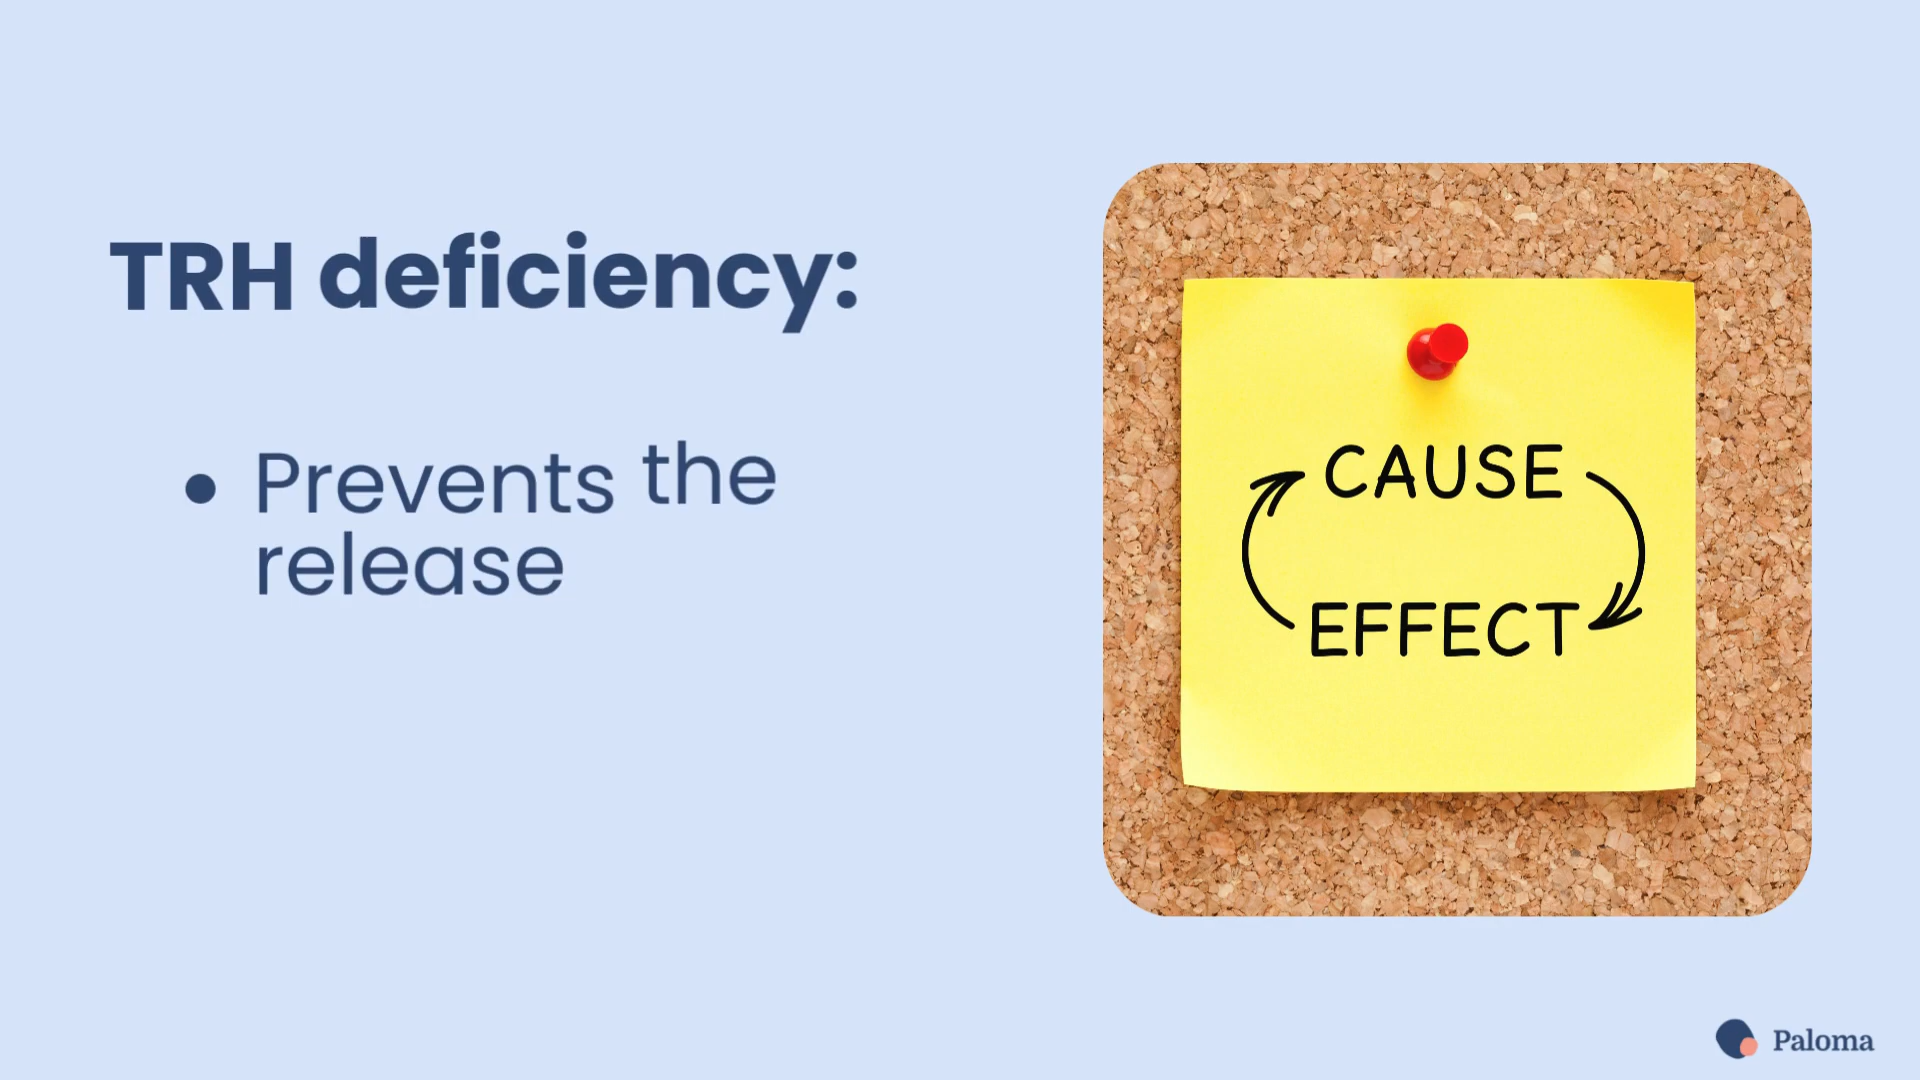 TRH deficiency:
• Prevents the
release
CAUSE
EFFECT
Paloma